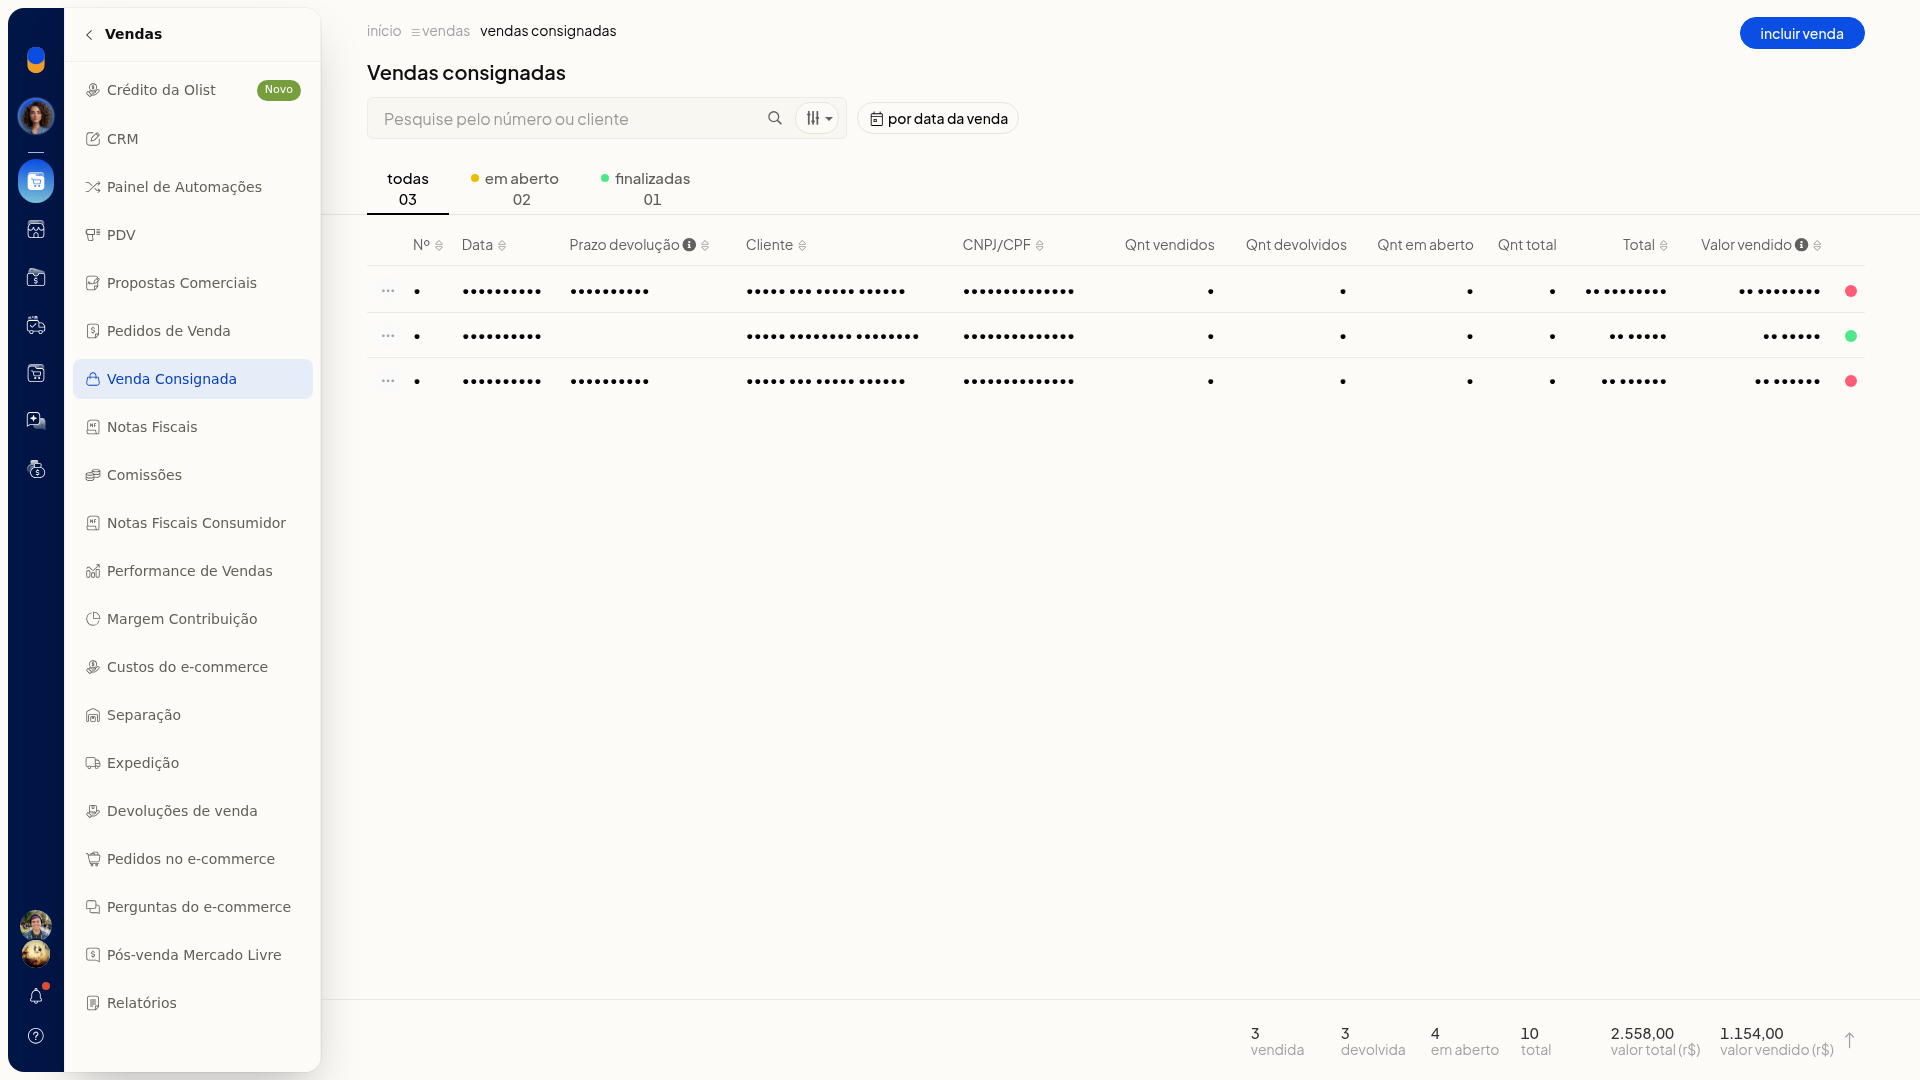 Vendas
Crédito da Olist
Novo
CRM
Painel de Automações
PDV
Propostas Comerciais
Pedidos de Venda
Venda Consignada
Notas Fiscais
Comissões
Notas Fiscais Consumidor
Performance de Vendas
Margem Contribuição
Custos do e-commerce
Separação
Expedição
Devoluções de venda
Pedidos no e-commerce
Perguntas do e-commerce
Pós-venda Mercado Livre
Relatórios
início vendas vendas consignadas
incluir venda
Vendas consignadas
Pesquise pelo número ou cliente
por data da venda
todas em aberto finalizadas
03 02 01
Nº Data Prazo devolução Cliente CNPJ/CPF Qnt vendidos Qnt devolvidos Qnt em aberto Qnt total Total Valor vendido
••• • •••••••••• •••••••••• ••••• ••• ••••• •••••• •••••••••••••• • • • • •• •••••••• •• ••••••••
••• • •••••••••• ••••• •••••••• •••••••• •••••••••••••• • • • • •• ••••• •• •••••
••• • •••••••••• •••••••••• ••••• ••• ••••• •••••• •••••••••••••• • • • • •• •••••• •• ••••••
3 3 4 10 2.558,00 1.154,00
vendida devolvida em aberto total valor total (r$) valor vendido (r$)